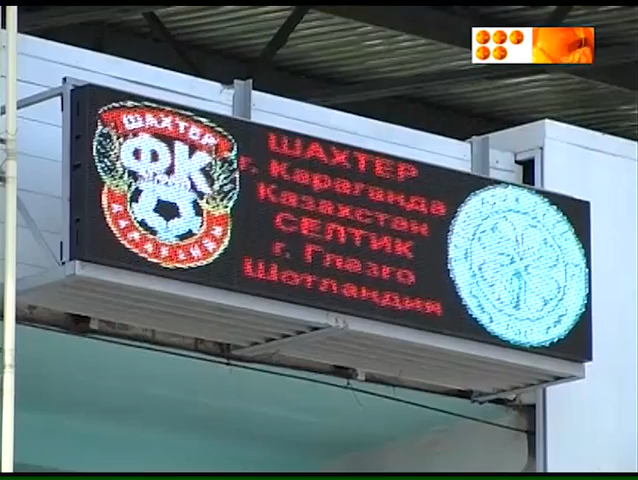 ШАХТЕР
ФК
ШАХТЕР
г. Караганда
Казахстан
СЕЛТИК
г. Глазго
Шотландия